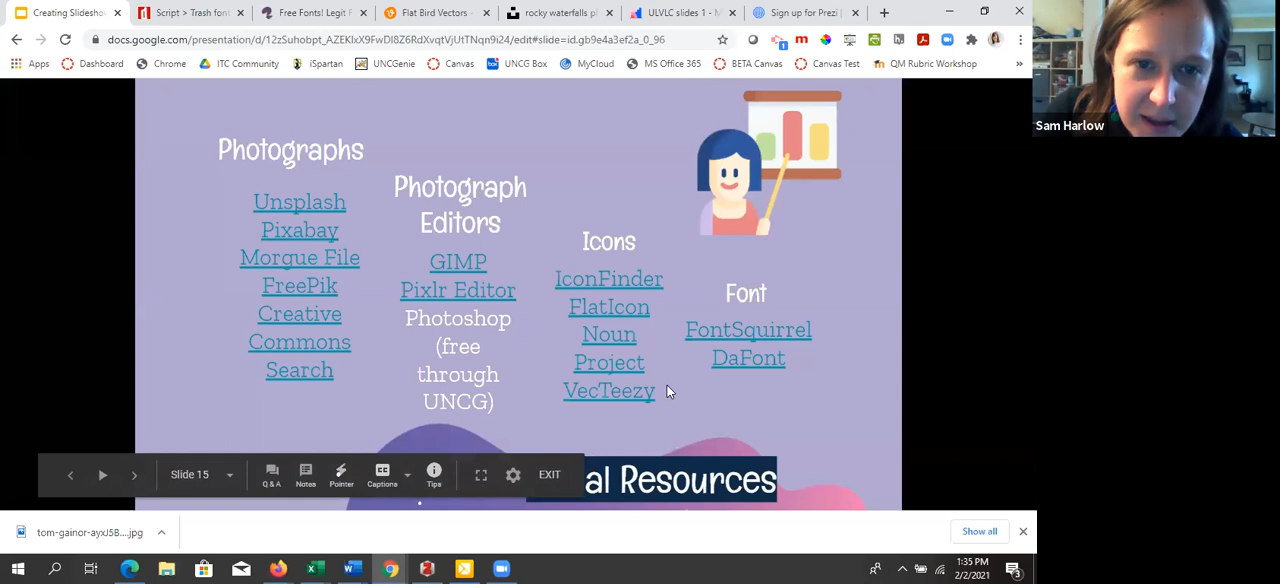 Creating Slidesho
Script > Trash fon
Free Fonts! Legit F
Flat Bird Vectors -
rocky waterfalls p
ULVLC slides 1 - M
Sign up for Prezi |
docs.google.com/presentation/d/12zSuhobpt_AZEKIxX9FwDI8Z6RdXvqtVjUtTNqn9i24/edit#slide=id.gb9e4a3ef2a_0_96
Apps
Dashboard
Chrome
ITC Community
iSpartan
UNCGenie
Canvas
UNCG Box
MyCloud
MS Office 365
BETA Canvas
Canvas Test
QM Rubric Workshop
»
Sam Harlow
Photographs
Unsplash
Pixabay
Morgue File
FreePik
Creative
Commons
Search
Photograph
Editors
GIMP
Pixlr Editor
Photoshop
(free
through
UNCG)
Icons
IconFinder
FlatIcon
Noun
Project
VecTeezy
Font
FontSquirrel
DaFont
al Resources
Slide 15
Q & A
Notes
Pointer
Captions
Tips
EXIT
tom-gainor-ayxJ5B....jpg
Show all
1:35 PM
2/2/2021